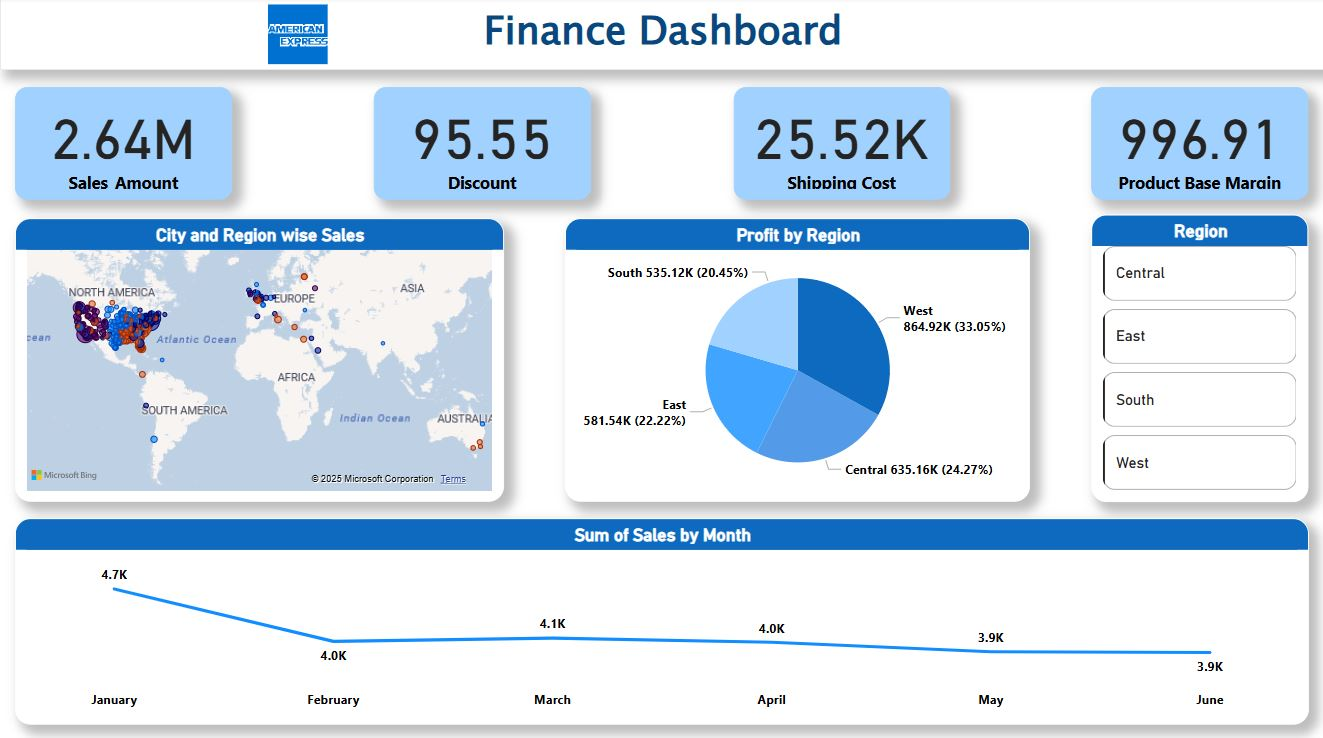 AMERICAN
EXPRESS
Finance Dashboard
2.64M
Sales Amount
95.55
Discount
25.52K
Shipping Cost
996.91
Product Base Margin
City and Region wise Sales
NORTH AMERICA
EUROPE
ASIA
ean
Atlantic Ocean
AFRICA
SOUTH AMERICA
Indian Ocean
AUSTRALIA
Microsoft Bing
© 2025 Microsoft Corporation Terms
Profit by Region
South 535.12K (20.45%)
West
864.92K (33.05%)
East
581.54K (22.22%)
Central 635.16K (24.27%)
Region
Central
East
South
West
Sum of Sales by Month
4.7K
4.0K
4.1K
4.0K
3.9K
3.9K
January
February
March
April
May
June